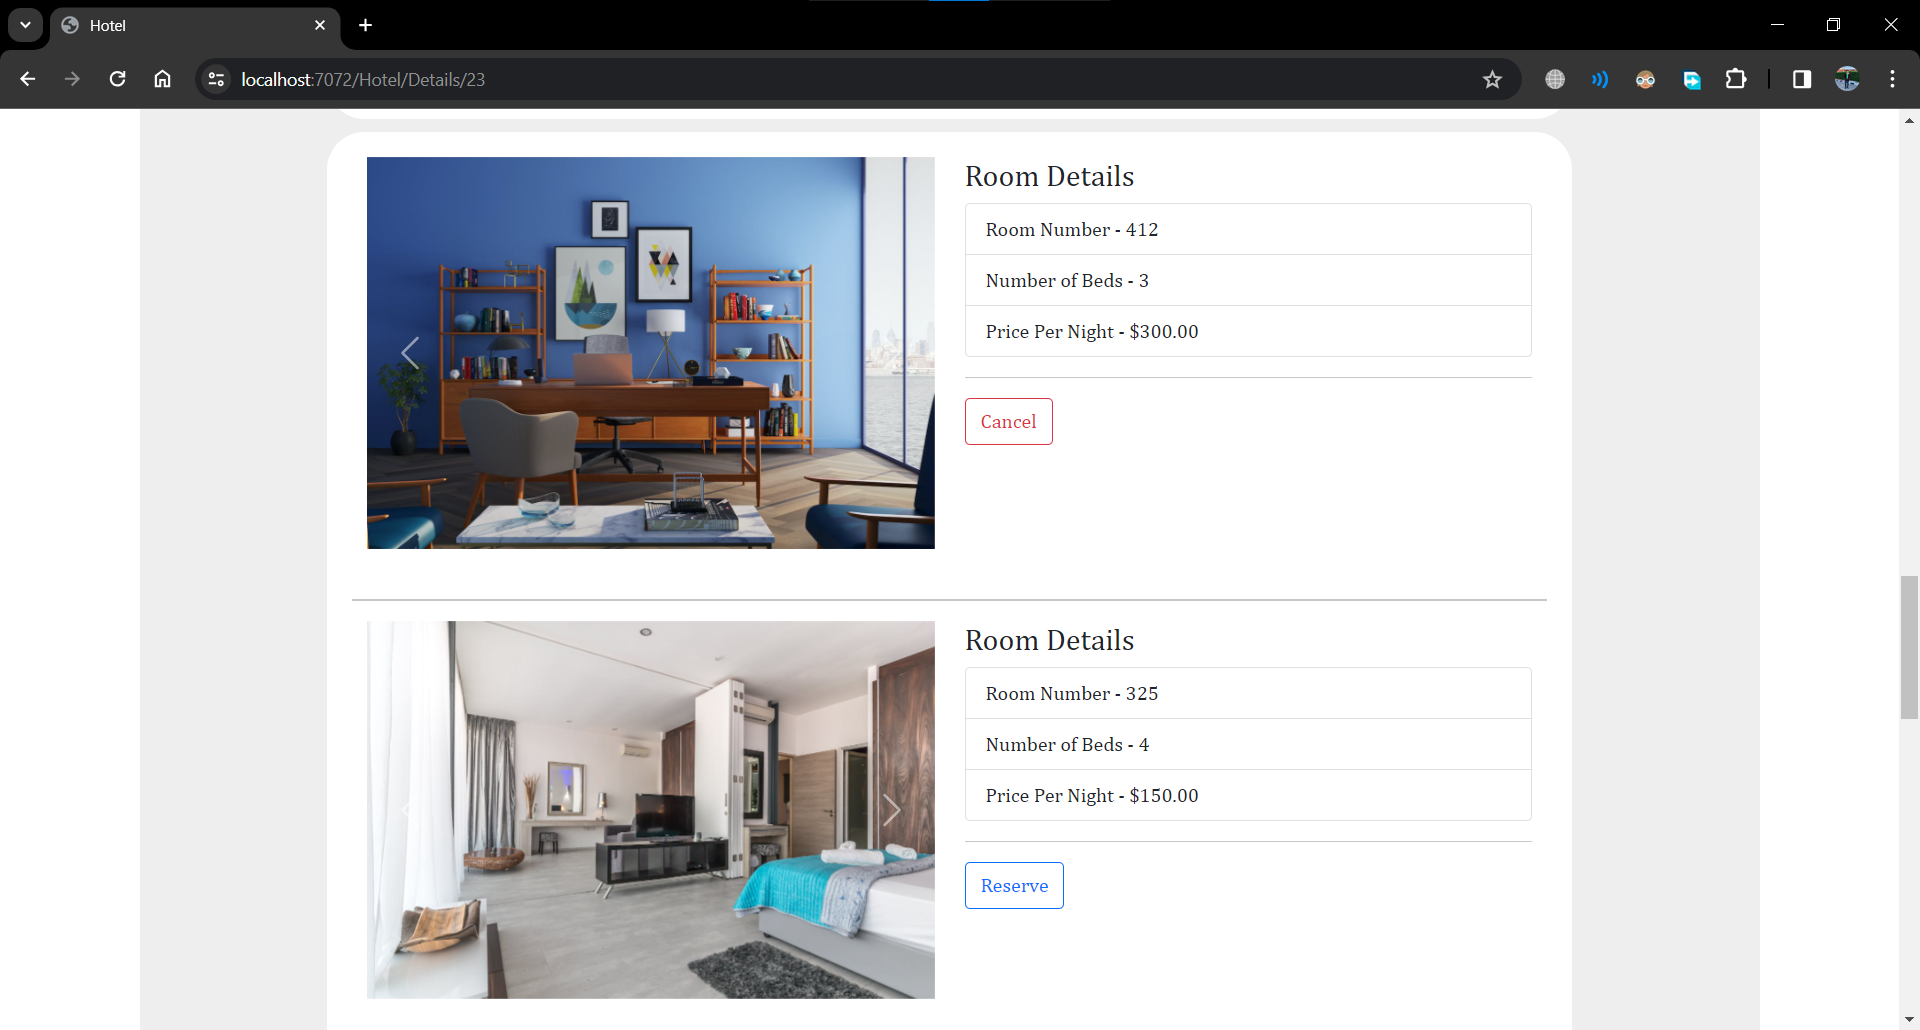 Hotel
localhost:7072/Hotel/Details/23
Room Details
Room Number - 412
Number of Beds - 3
Price Per Night - $300.00
Cancel
Room Details
Room Number - 325
Number of Beds - 4
Price Per Night - $150.00
Reserve